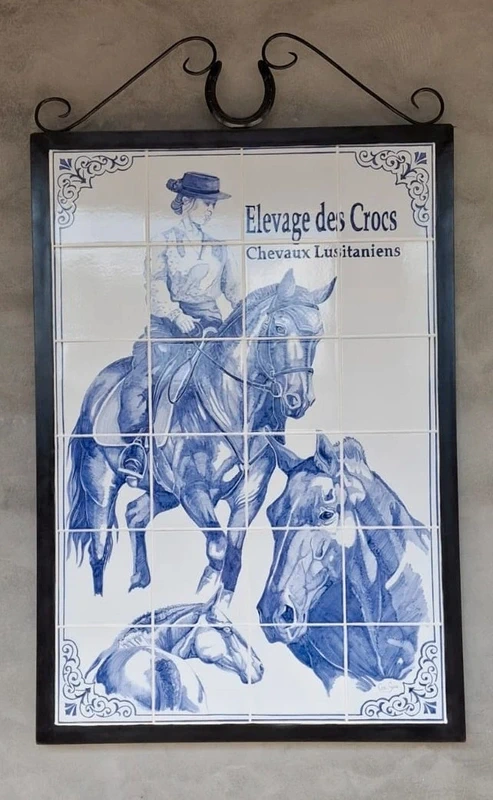 Elevage des Crocs
Chevaux Lusitaniens